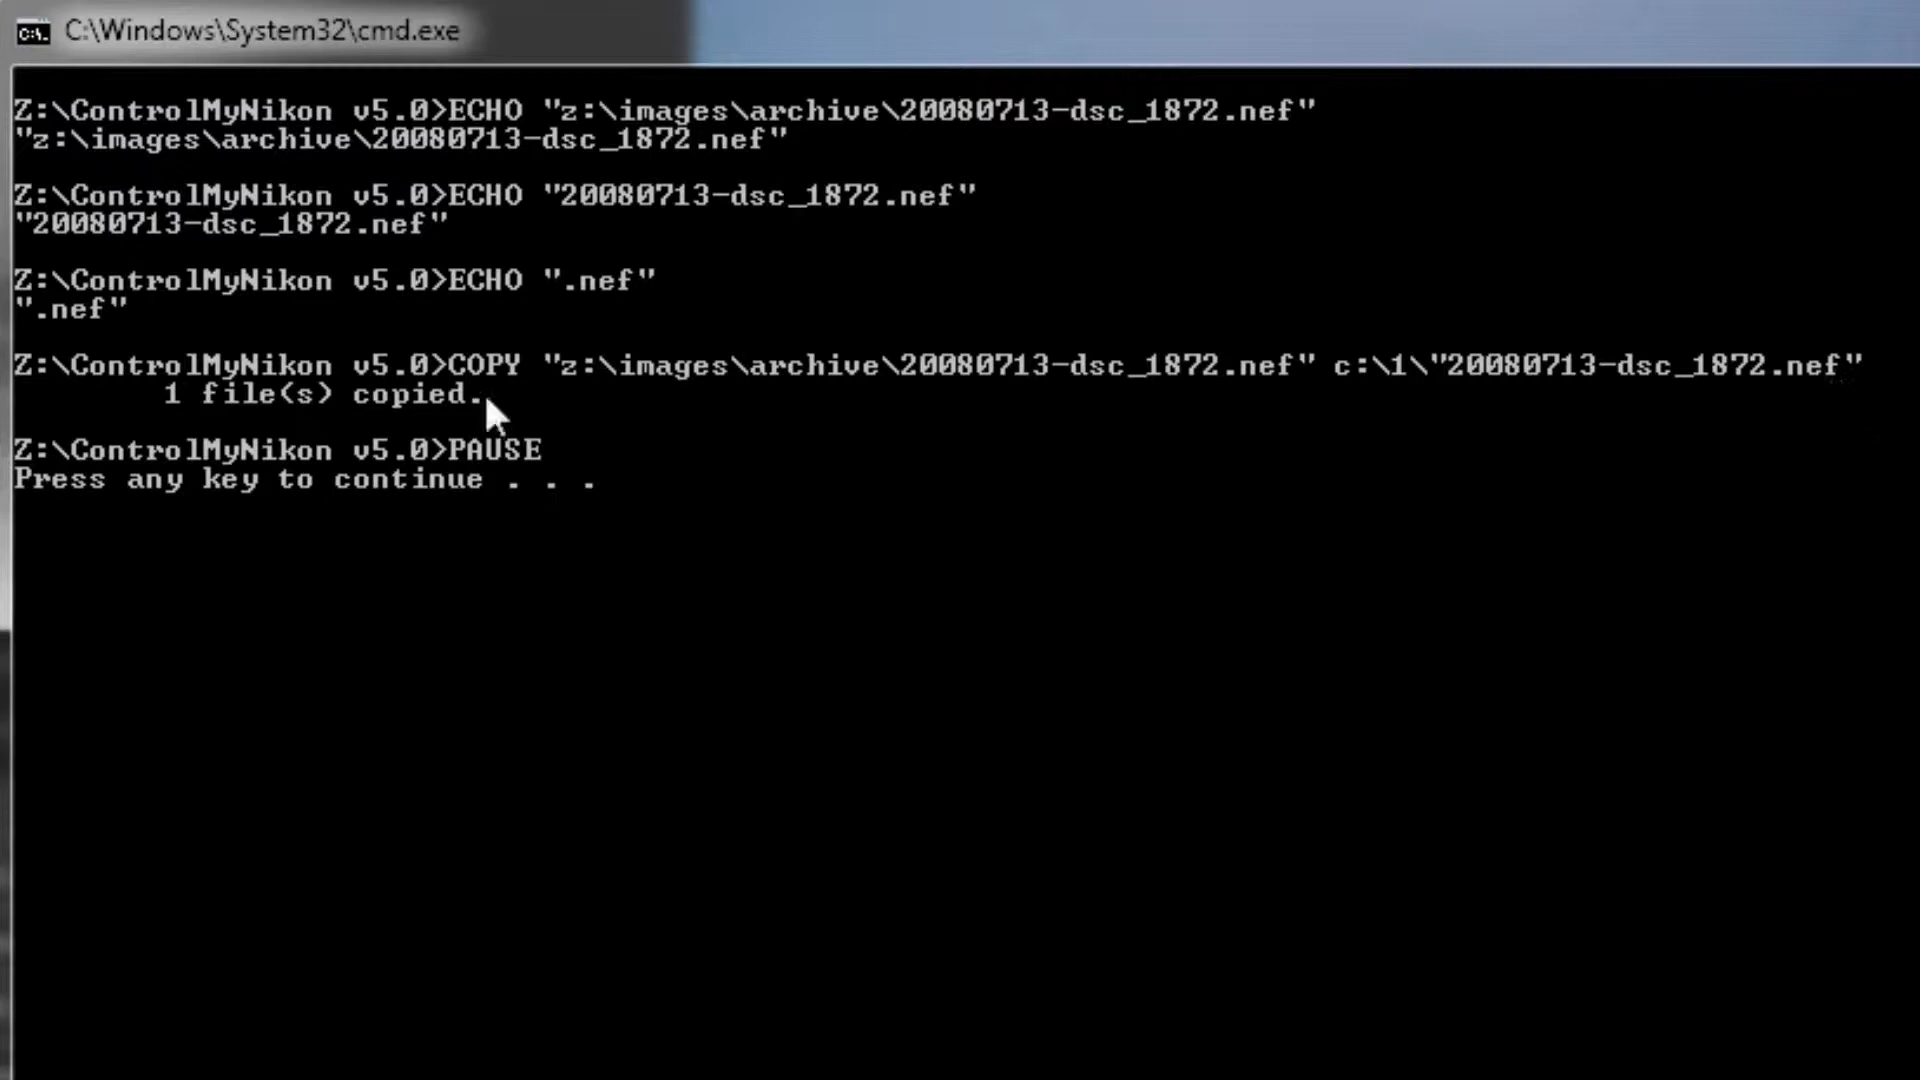 C:\Windows\System32\cmd.exe
Z:\ControlMyNikon v5.0>ECHO "z:\images\archive\20080713-dsc_1872.nef"
"z:\images\archive\20080713-dsc_1872.nef"
Z:\ControlMyNikon v5.0>ECHO "20080713-dsc_1872.nef"
"20080713-dsc_1872.nef"
Z:\ControlMyNikon v5.0>ECHO ".nef"
".nef"
Z:\ControlMyNikon v5.0>COPY "z:\images\archive\20080713-dsc_1872.nef" c:\1\"20080713-dsc_1872.nef"
1 file(s) copied.
Z:\ControlMyNikon v5.0>PAUSE
Press any key to continue . . .